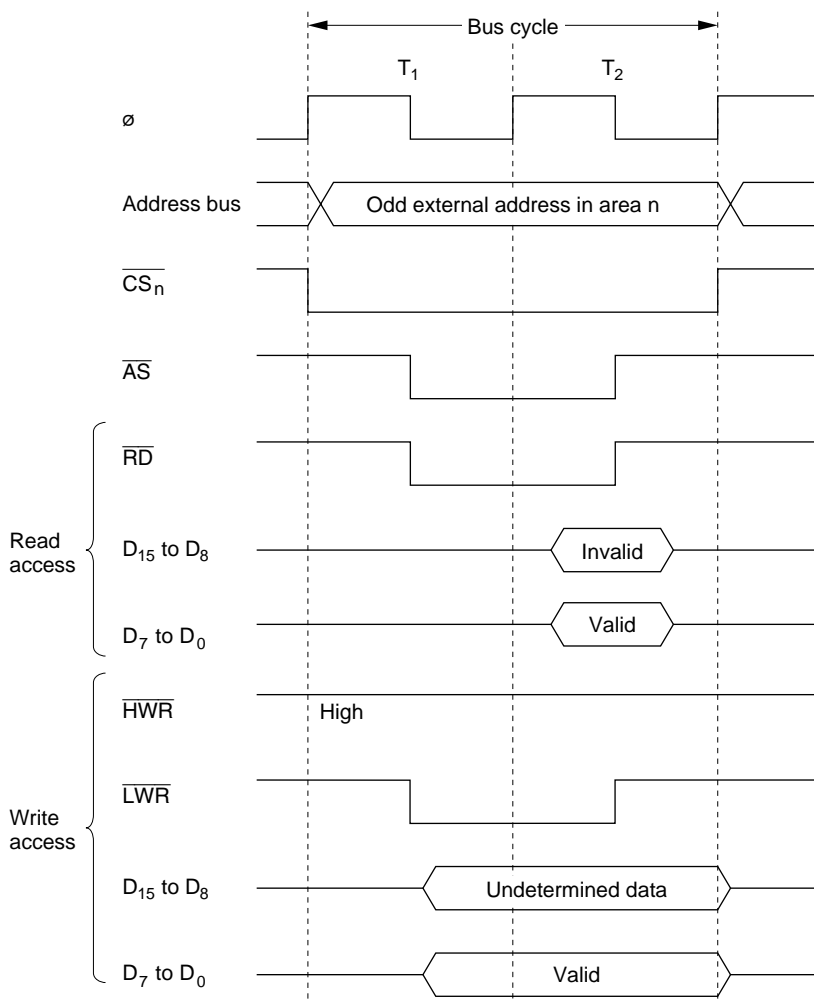 Bus cycle
T1 T2
ø
Address bus Odd external address in area n
CSn
AS
RD
Read
access
D15 to D8 Invalid
D7 to D0 Valid
HWR High
LWR
Write
access
D15 to D8 Undetermined data
D7 to D0 Valid